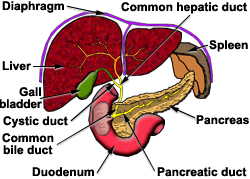 Diaphragm
Common hepatic duct
Spleen
Liver
Gall
bladder
Cystic duct
Common
bile duct
Pancreas
Duodenum
Pancreatic duct